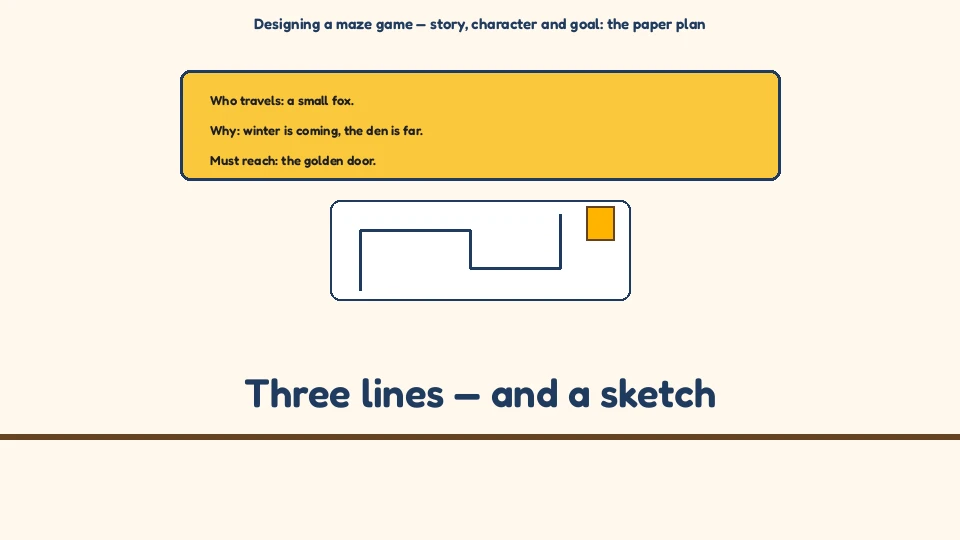 Designing a maze game — story, character and goal: the paper plan
Who travels: a small fox.
Why: winter is coming, the den is far.
Must reach: the golden door.
Three lines — and a sketch